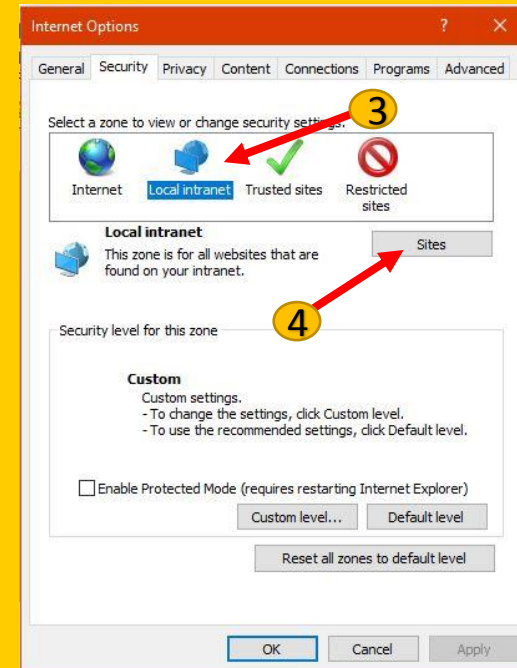 Internet Options
General Security Privacy Content Connections Programs Advanced
Select a zone to view or change security settings.
3
Internet Local intranet Trusted sites Restricted
sites
Local intranet
This zone is for all websites that are
found on your intranet.
Sites
4
Security level for this zone
Custom
Custom settings.
- To change the settings, click Custom level.
- To use the recommended settings, click Default level.
Enable Protected Mode (requires restarting Internet Explorer)
Custom level... Default level
Reset all zones to default level
OK Cancel Apply